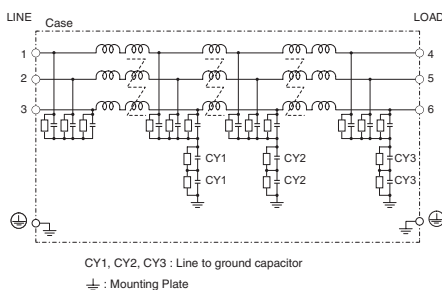 LINE LOAD
Case
1 4
2 5
3 6
CY1 CY2 CY3
CY1 CY2 CY3
CY1, CY2, CY3 : Line to ground capacitor
: Mounting Plate